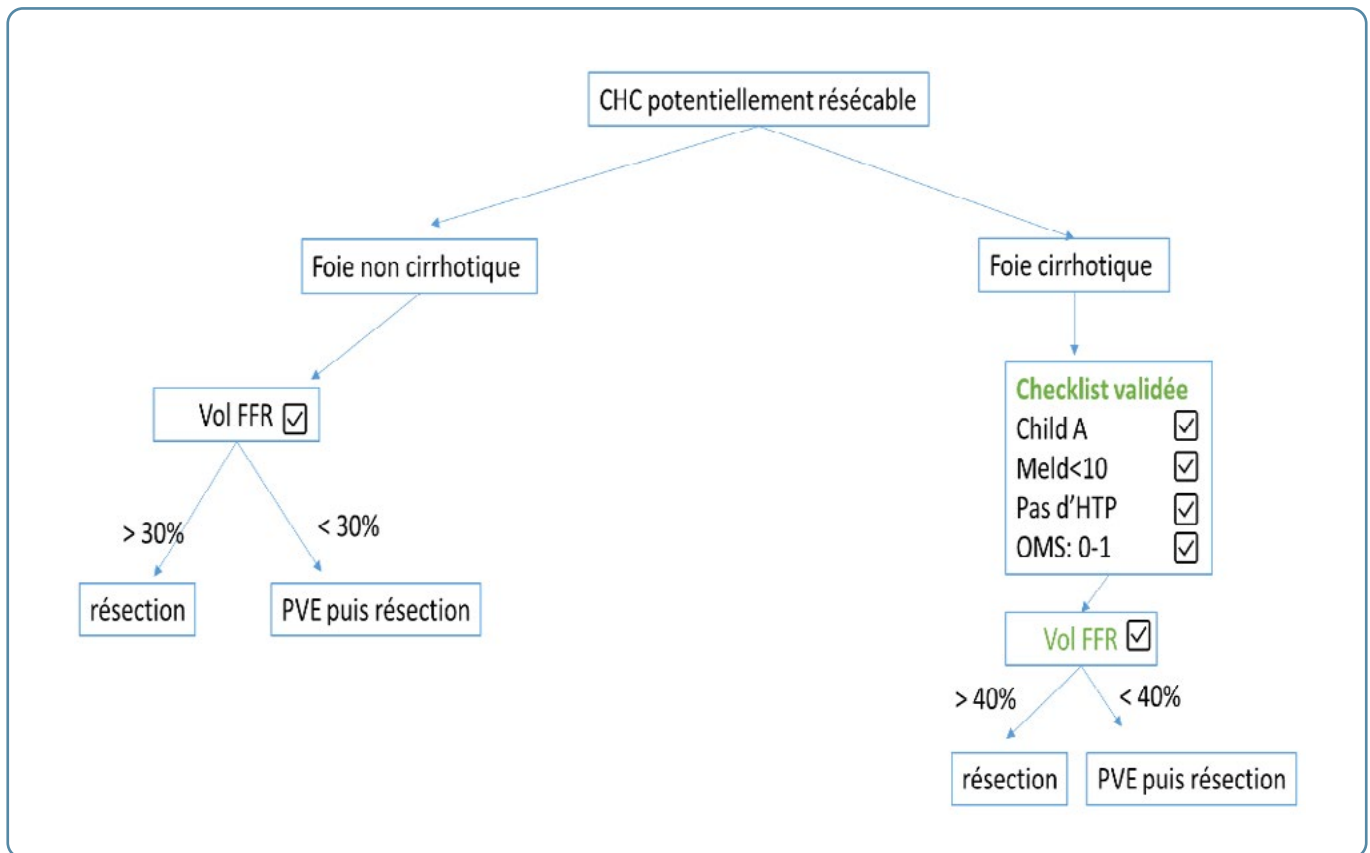 CHC potentiellement résécable
Foie non cirrhotique
Foie cirrhotique
Vol FFR
> 30%
< 30%
résection
PVE puis résection
Checklist validée
Child A
Meld<10
Pas d'HTP
OMS: 0-1
Vol FFR
> 40%
< 40%
résection
PVE puis résection